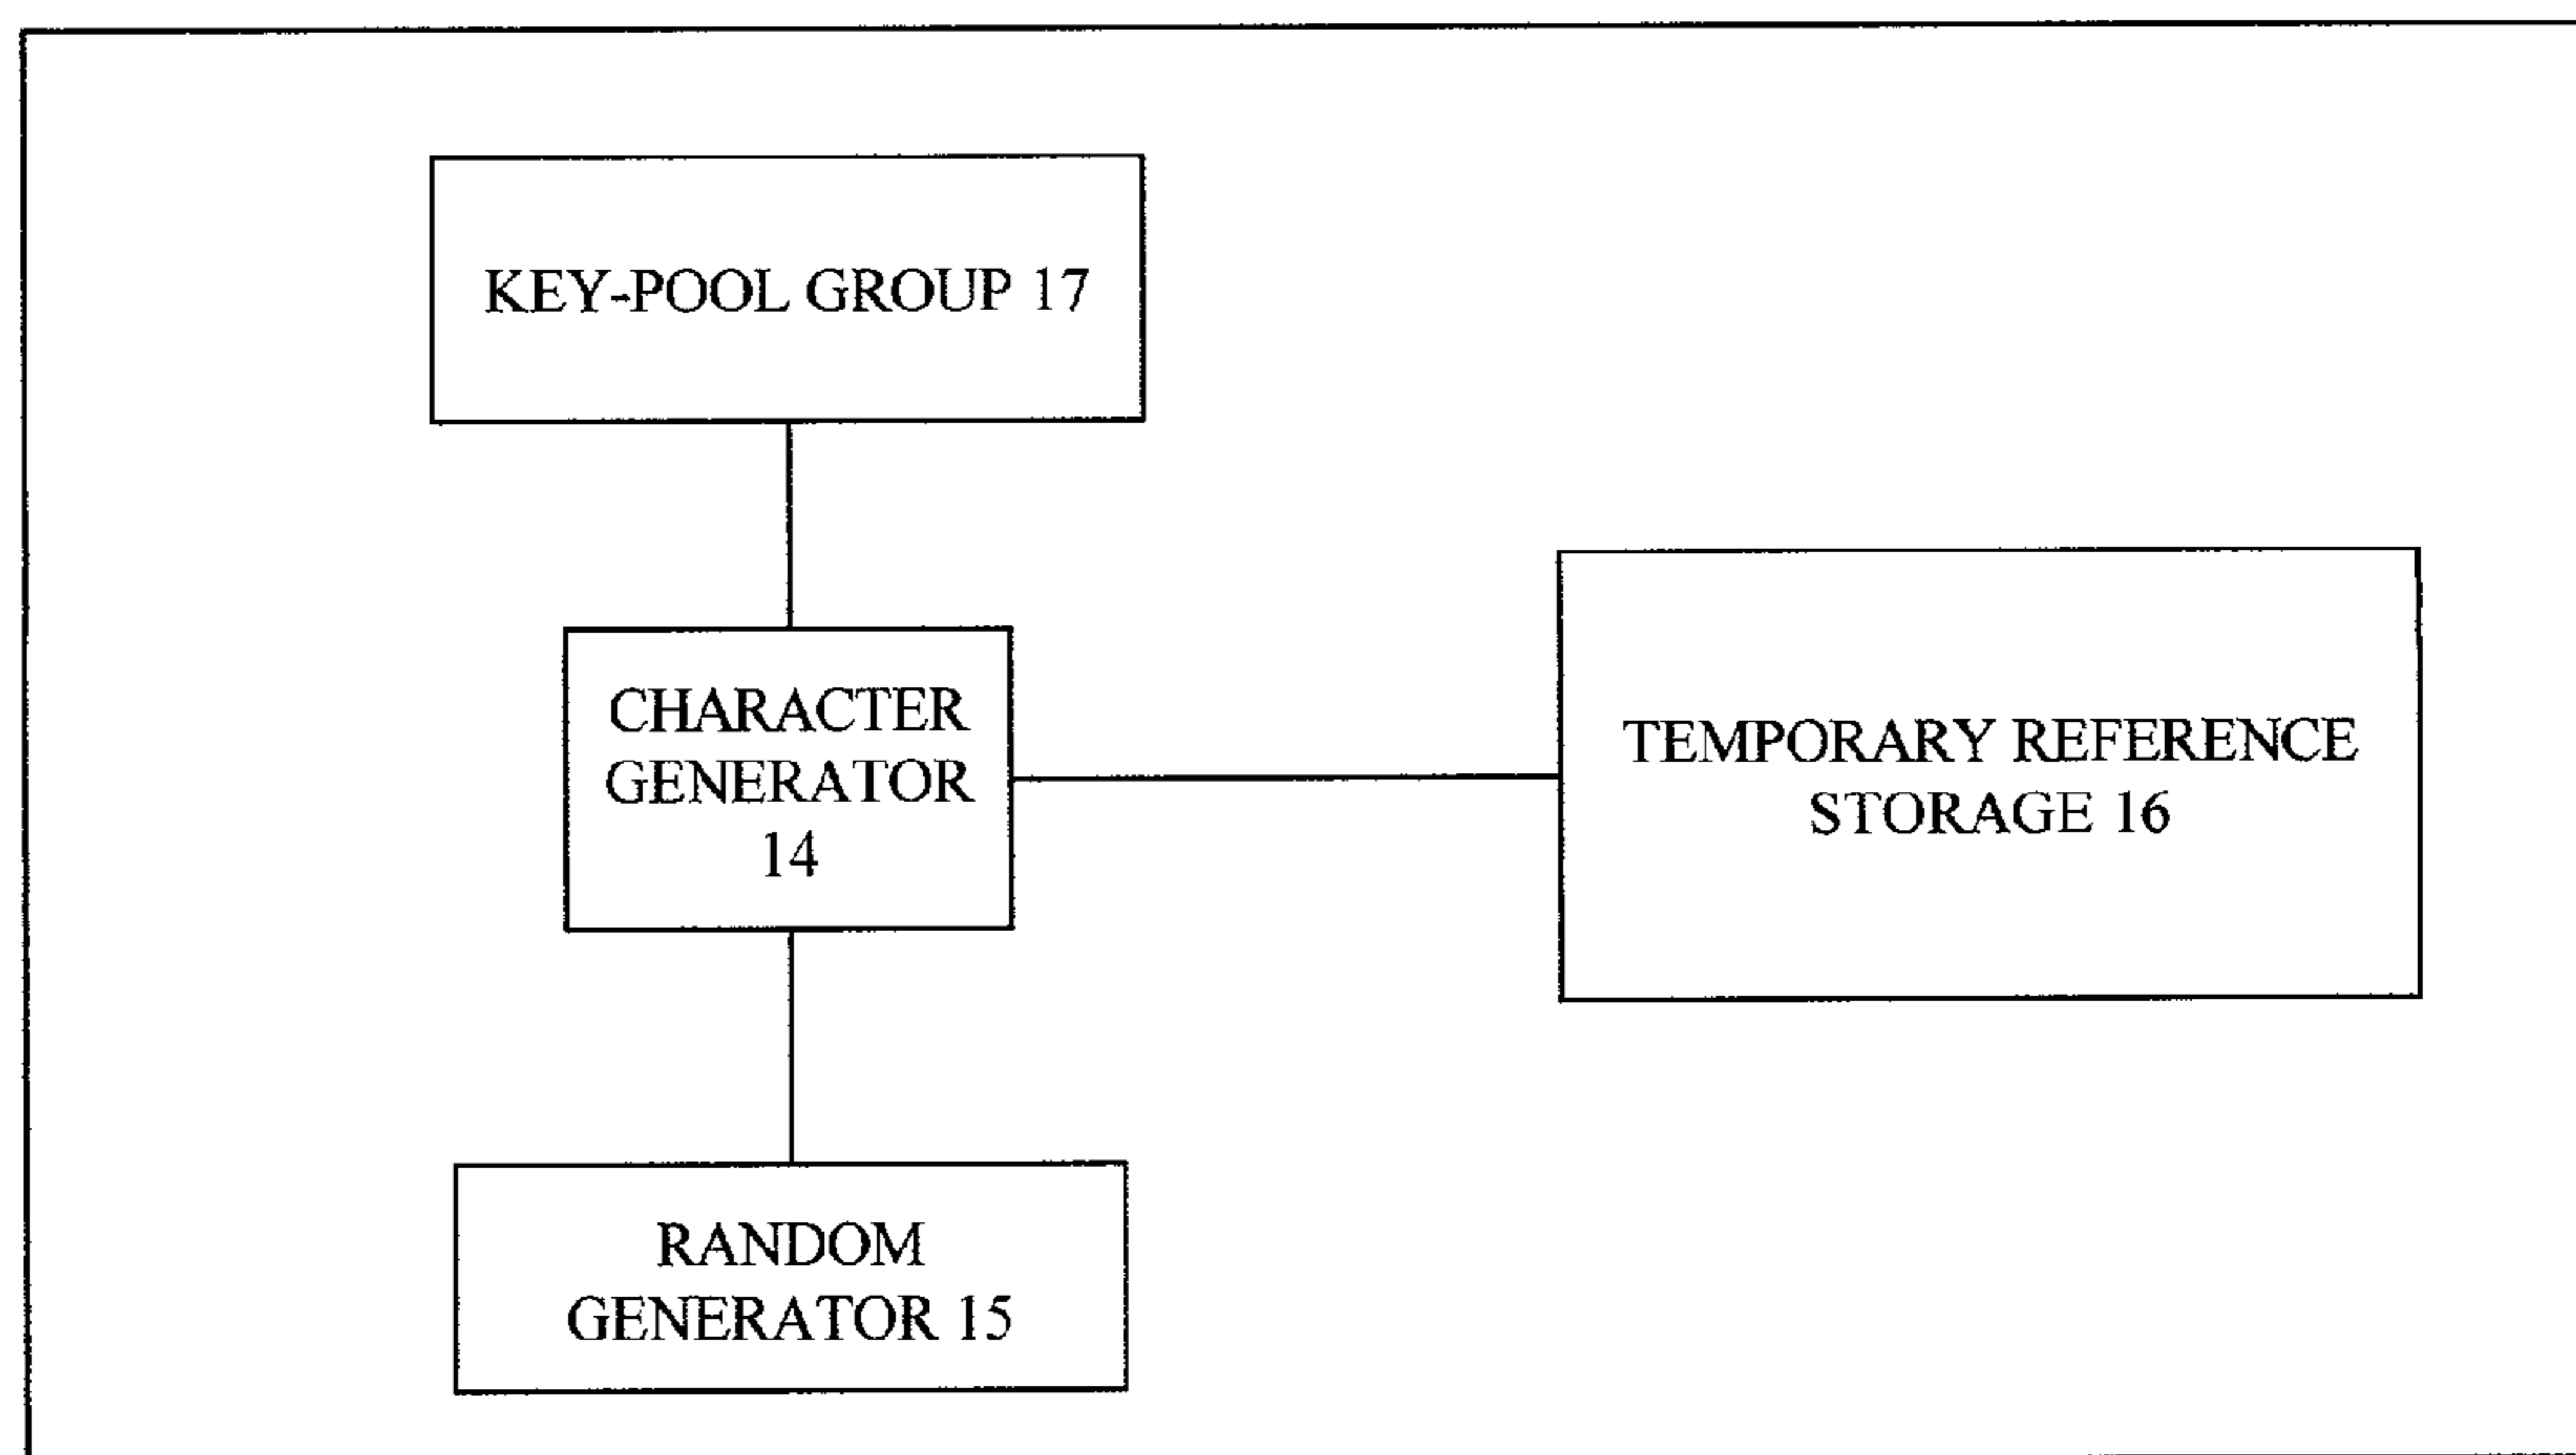 KEY-POOL GROUP 17
CHARACTER
GENERATOR
14
TEMPORARY REFERENCE
STORAGE 16
RANDOM
GENERATOR 15